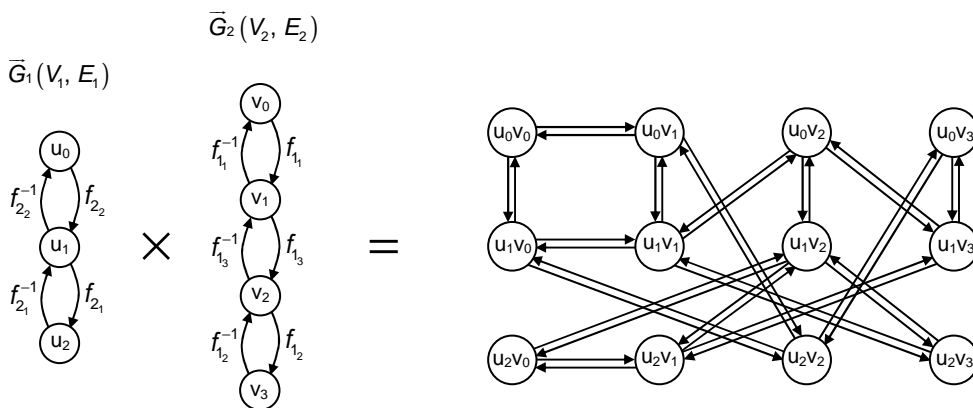 G⃗₂(V₂, E₂)
G⃗₁(V₁, E₁)
v₀
u₀v₀ u₀v₁ u₀v₂ u₀v₃
u₀
f₁₁⁻¹ f₁₁
f₂₂⁻¹ f₂₂
v₁
u₁ × = u₁v₀ u₁v₁ u₁v₂ u₁v₃
f₁₃⁻¹ f₁₃
f₂₁⁻¹ f₂₁
v₂
u₂
f₁₂⁻¹ f₁₂
u₂v₀ u₂v₁ u₂v₂ u₂v₃
v₃